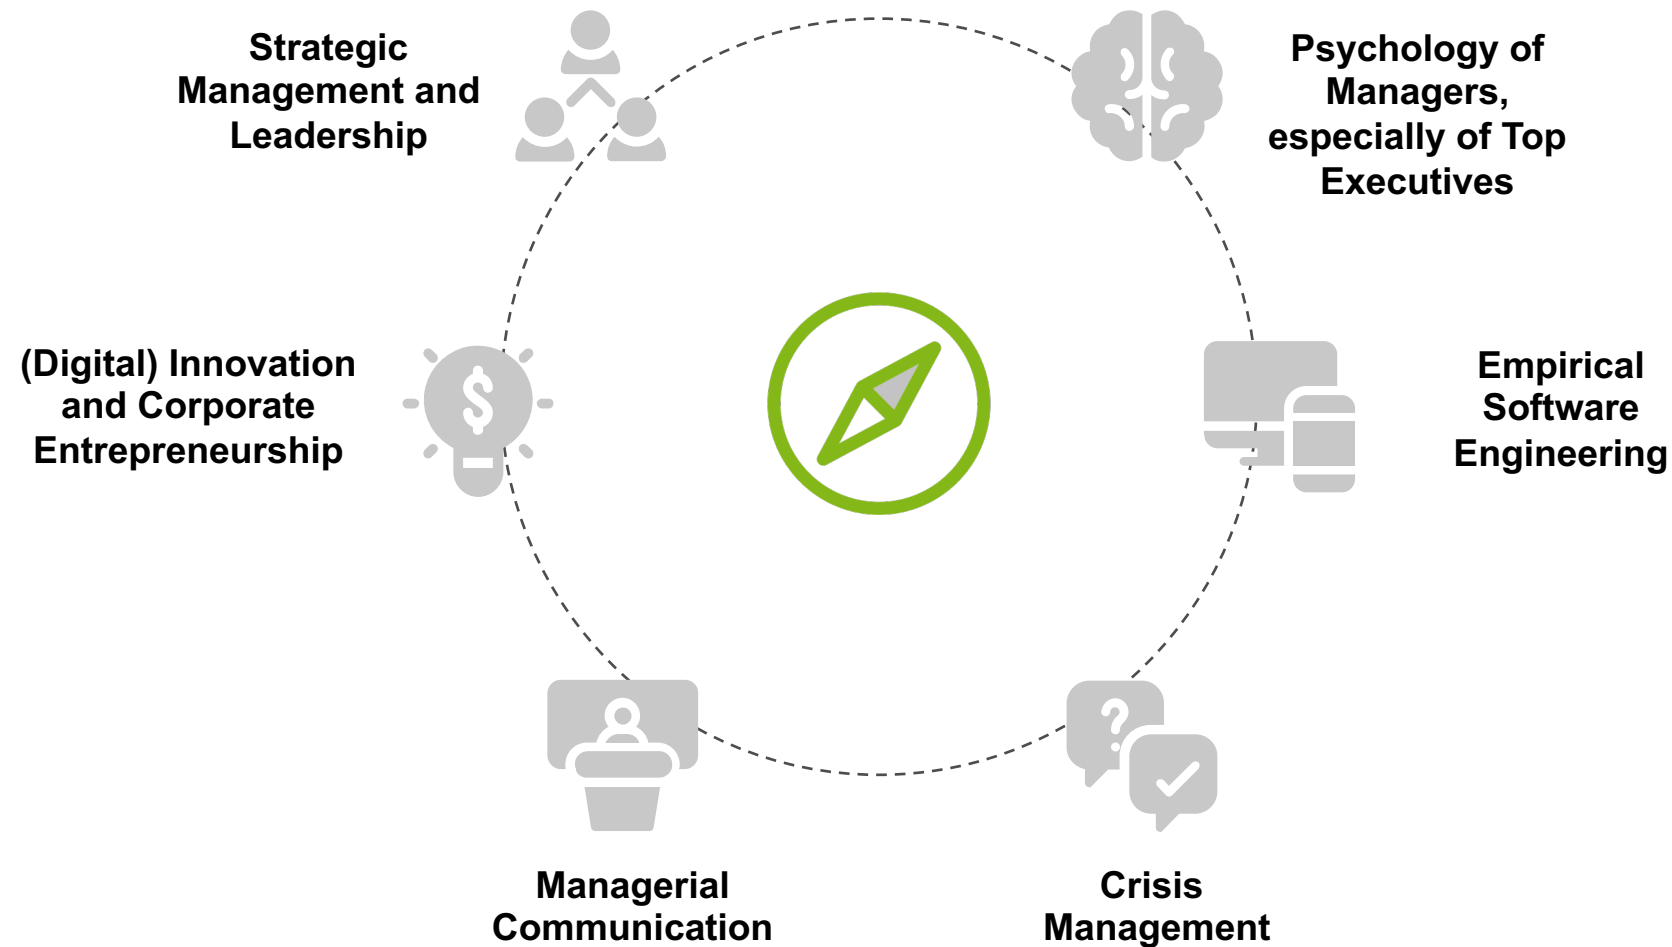 Strategic
Management and
Leadership
Psychology of
Managers,
especially of Top
Executives
(Digital) Innovation
and Corporate
Entrepreneurship
$
Empirical
Software
Engineering
?
Managerial
Communication
Crisis
Management